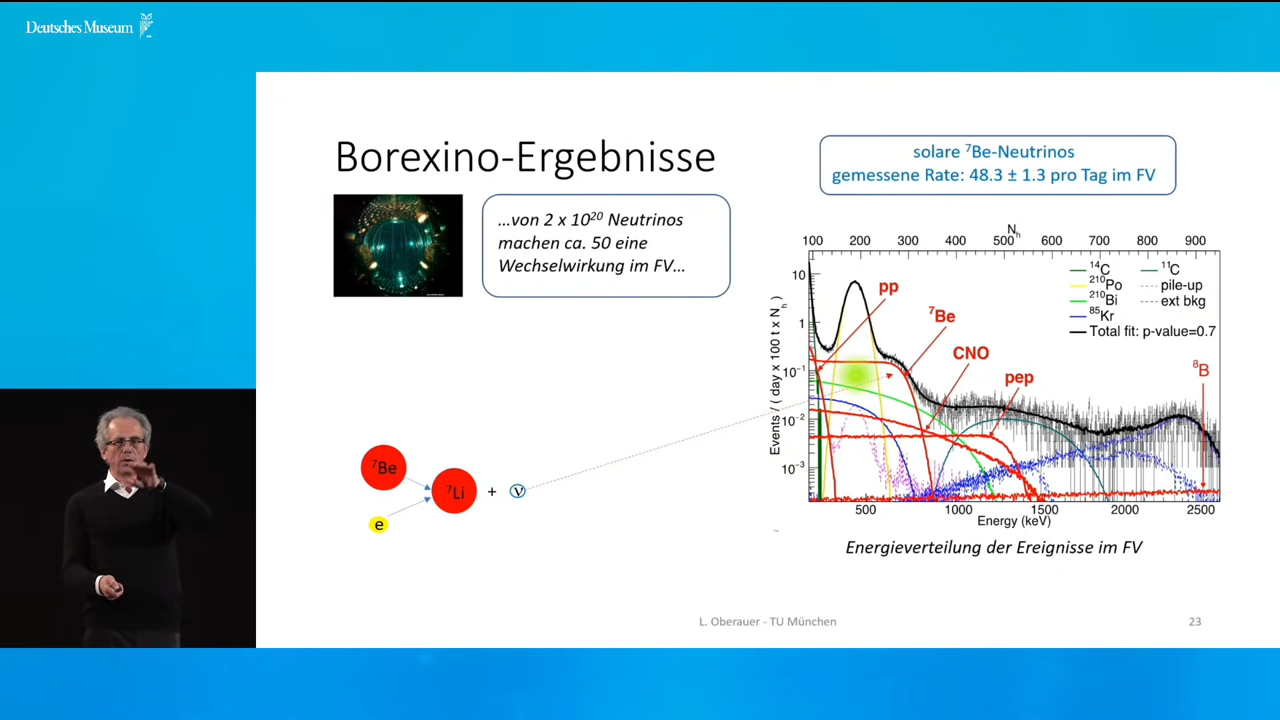 Deutsches Museum
Borexino-Ergebnisse
solare ⁷Be-Neutrinos
gemessene Rate: 48.3 ± 1.3 pro Tag im FV
...von 2 x 10²⁰ Neutrinos
machen ca. 50 eine
Wechselwirkung im FV...
Nₕ
100 200 300 400 500 600 700 800 900
Events / ( day x 100 t x Nₕ )
10
1
10⁻¹
10⁻²
10⁻³
¹⁴C
²¹⁰Po
²¹⁰Bi
⁸⁵Kr
¹¹C
pile-up
ext bkg
Total fit: p-value=0.7
pp
⁷Be
CNO
pep
⁸B
500 1000 1500 2000 2500
Energy (keV)
Energieverteilung der Ereignisse im FV
⁷Be
⁷Li + ν
e
L. Oberauer - TU München
23